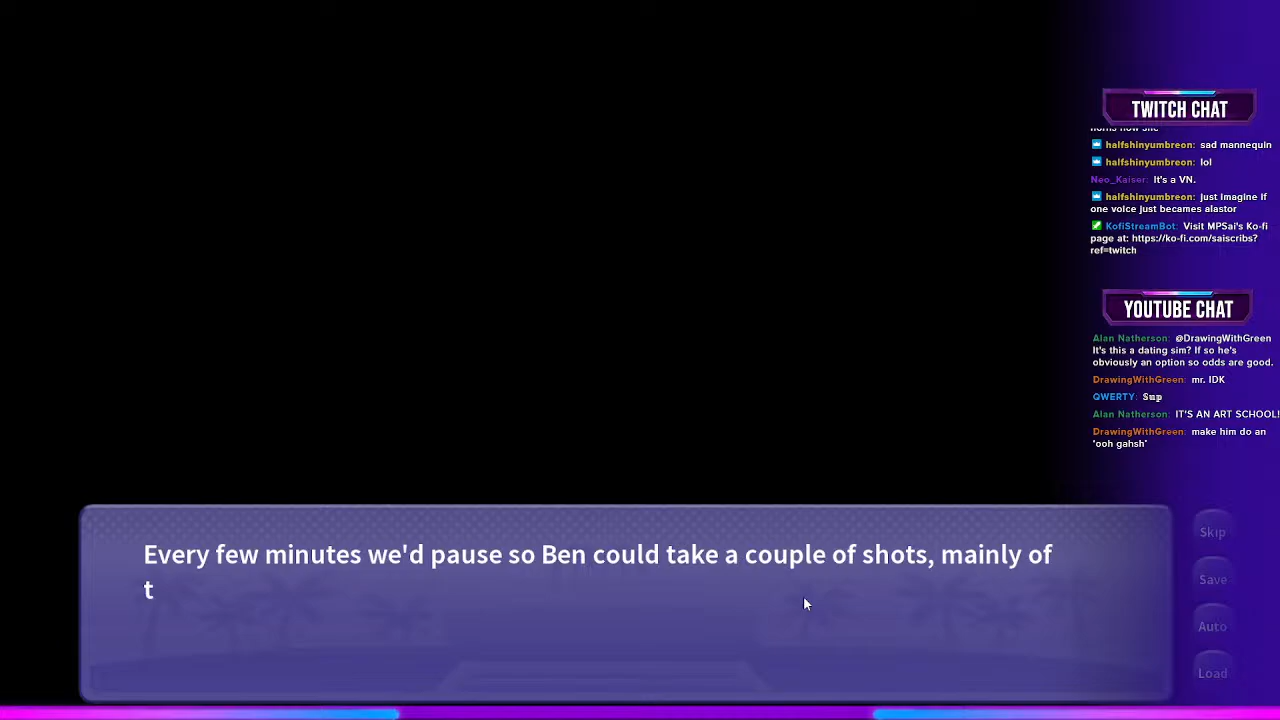 TWITCH CHAT
halfshinyumbreon: sad mannequin
halfshinyumbreon: lol
Neo_Kaiser: It's a VN.
halfshinyumbreon: Just imagine if
one voice just becames alastor
KofiStreamBot: Visit MPSai's Ko-fi
page at: https://ko-fi.com/saiscribs?
ref=twitch
YOUTUBE CHAT
Alan Natherson: @DrawingWithGreen
It's this a dating sim? If so he's
obviously an option so odds are good.
DrawingWithGreen: mr. IDK
QWERTY: Sup
Alan Natherson: IT'S AN ART SCHOOL!
DrawingWithGreen: make him do an
'ooh gahsh'
Every few minutes we'd pause so Ben could take a couple of shots, mainly of
t
Skip
Save
Auto
Load